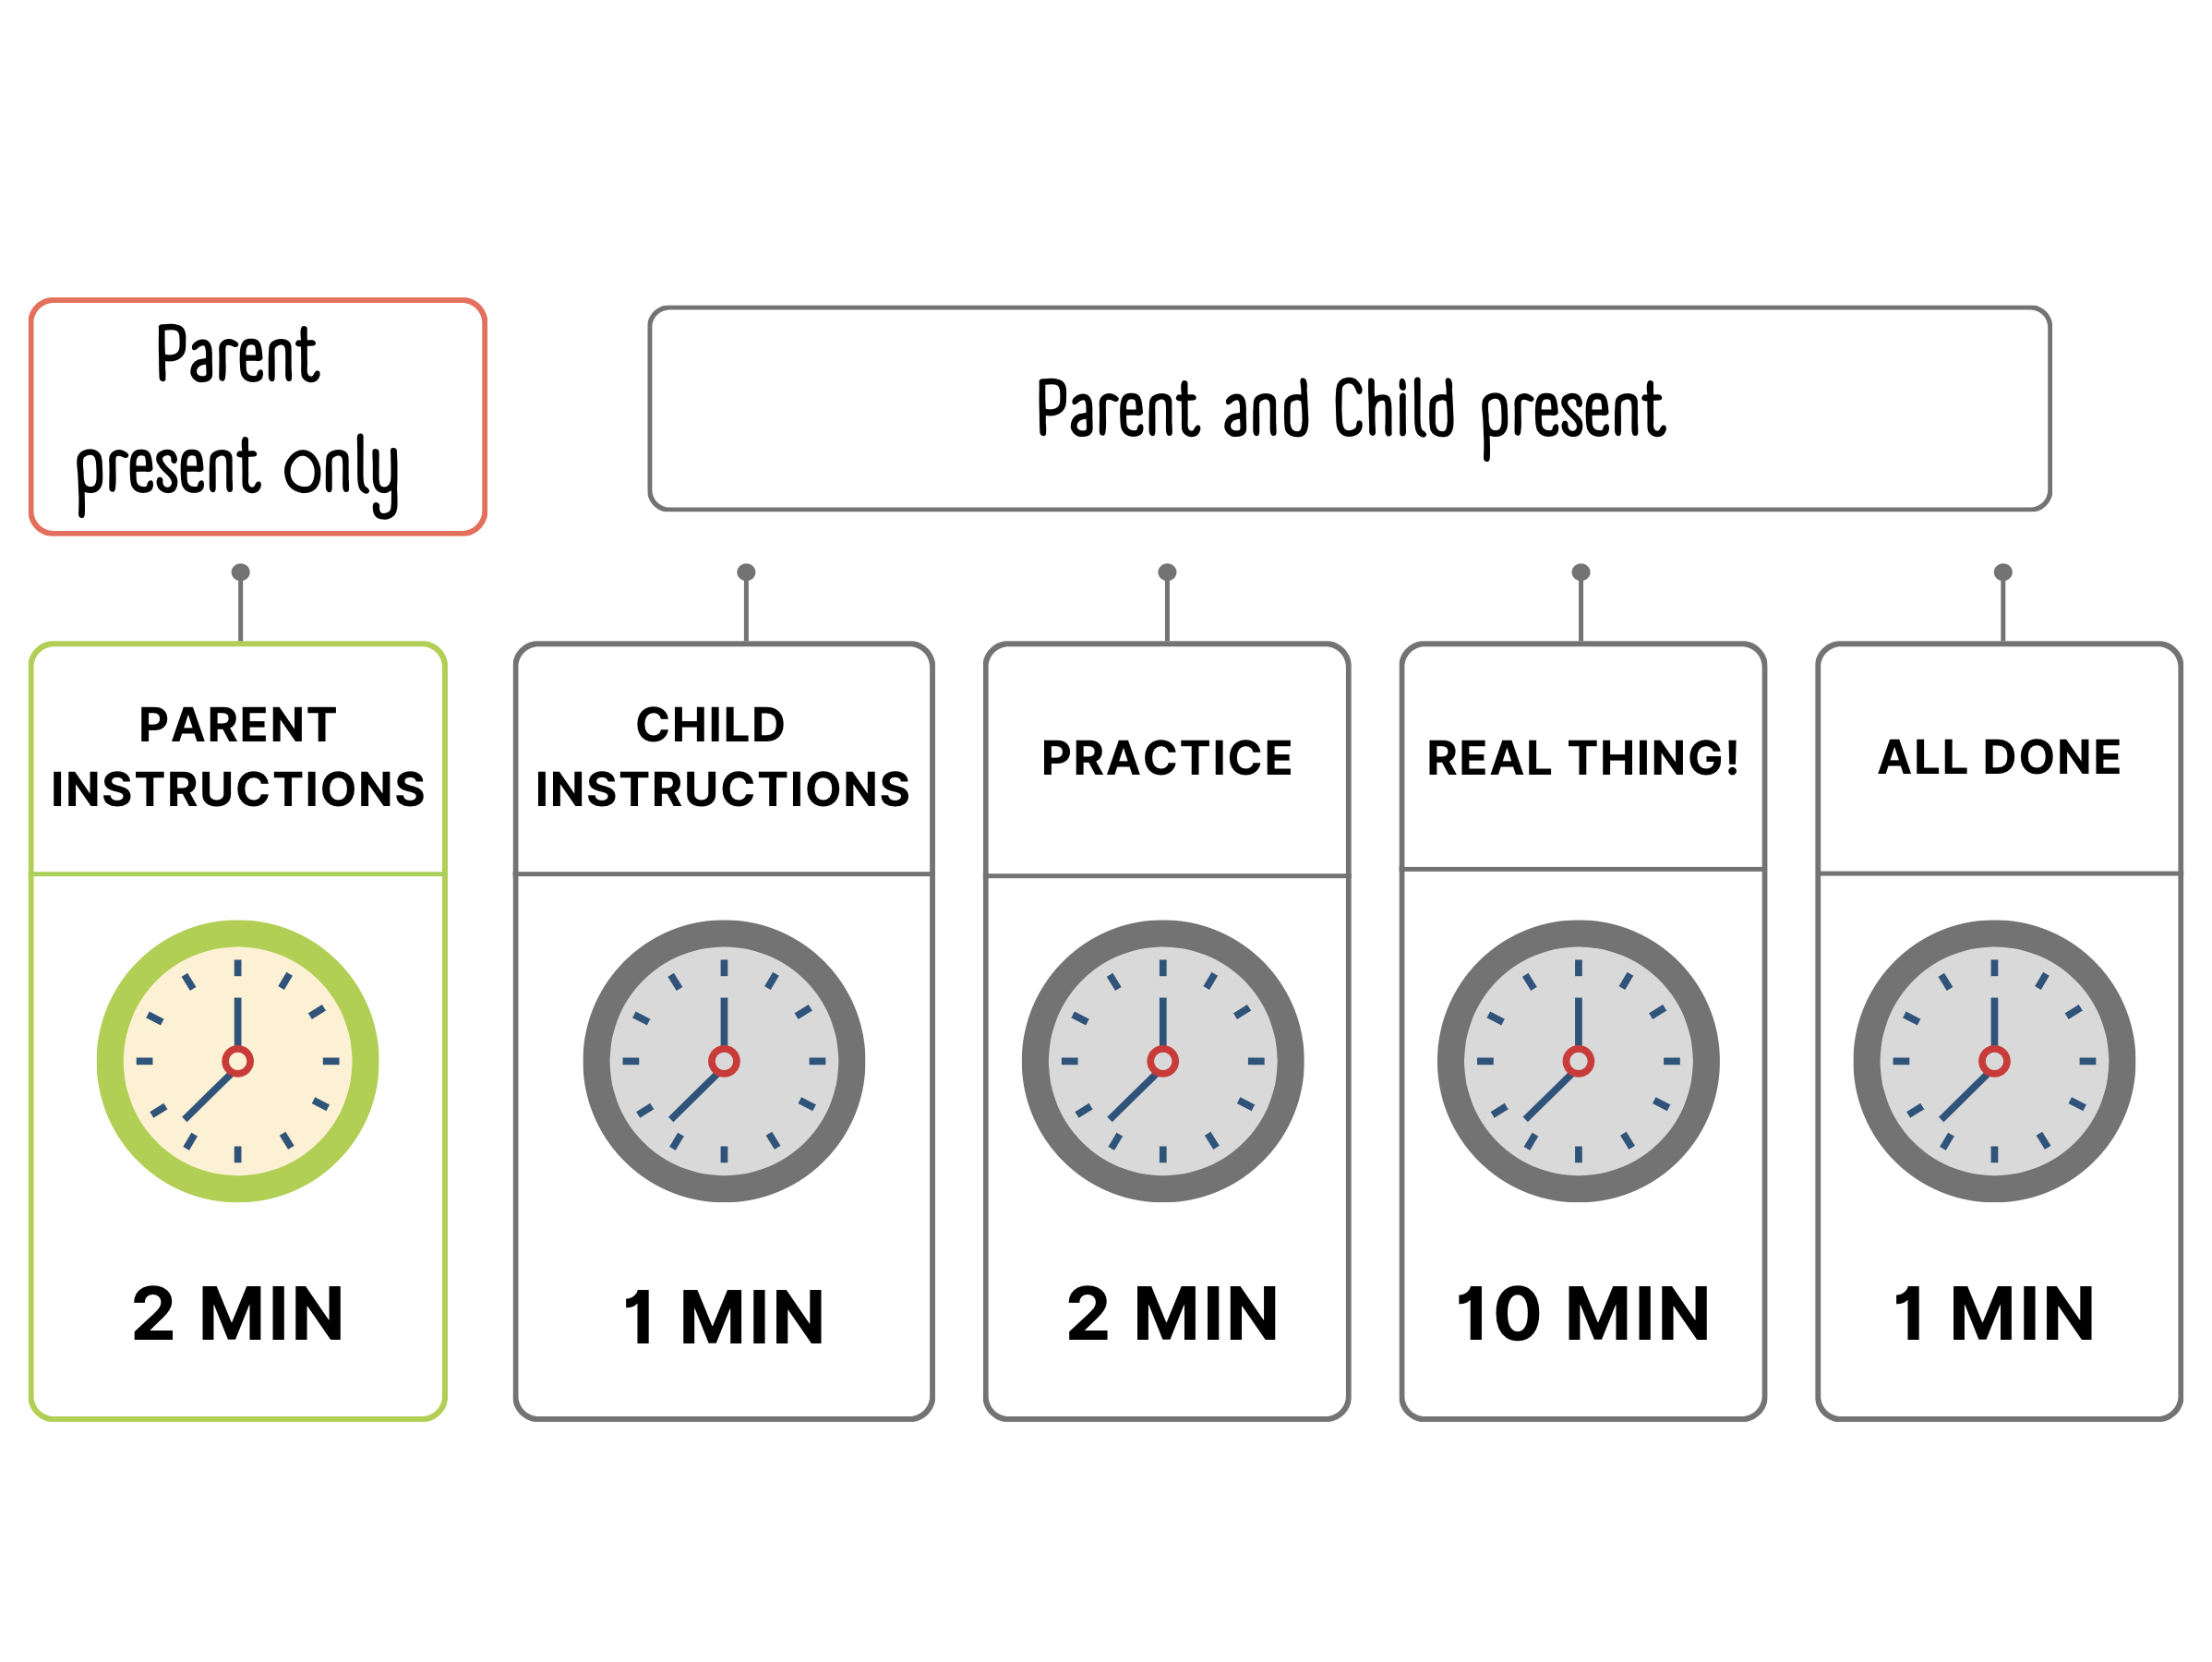 Parent
present only
Parent and Child present
PARENT
INSTRUCTIONS
2 MIN
CHILD
INSTRUCTIONS
1 MIN
PRACTICE
2 MIN
REAL THING!
10 MIN
ALL DONE
1 MIN